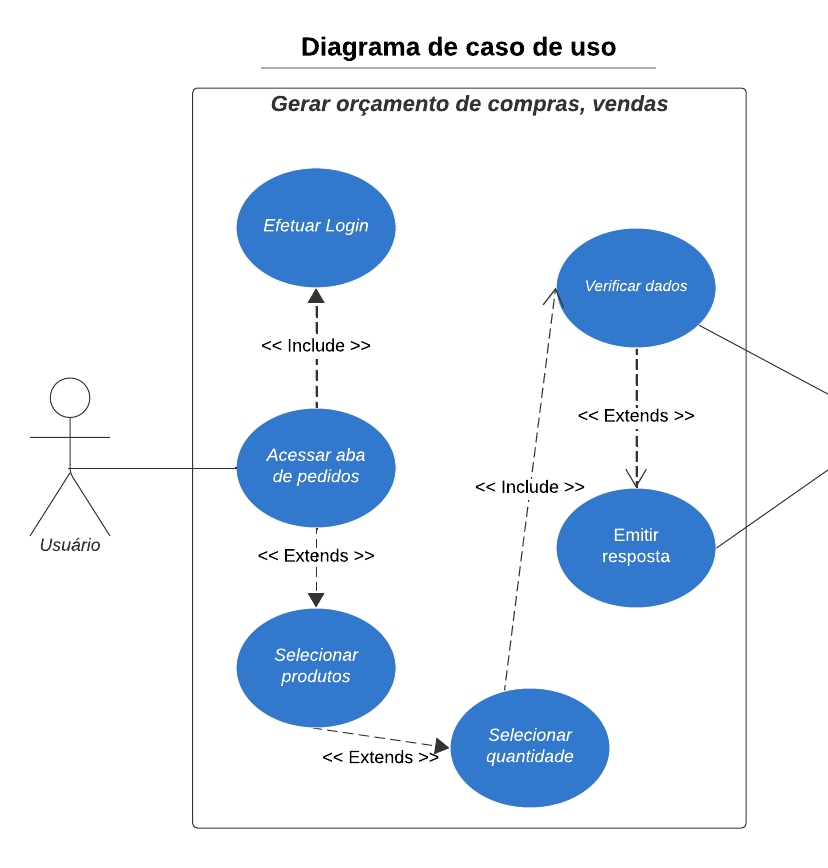 Diagrama de caso de uso
Gerar orçamento de compras, vendas
Efetuar Login
Verificar dados
<< Include >>
<< Extends >>
Acessar aba
de pedidos
<< Include >>
Usuário
Emitir
resposta
<< Extends >>
Selecionar
produtos
Selecionar
quantidade
<< Extends >>